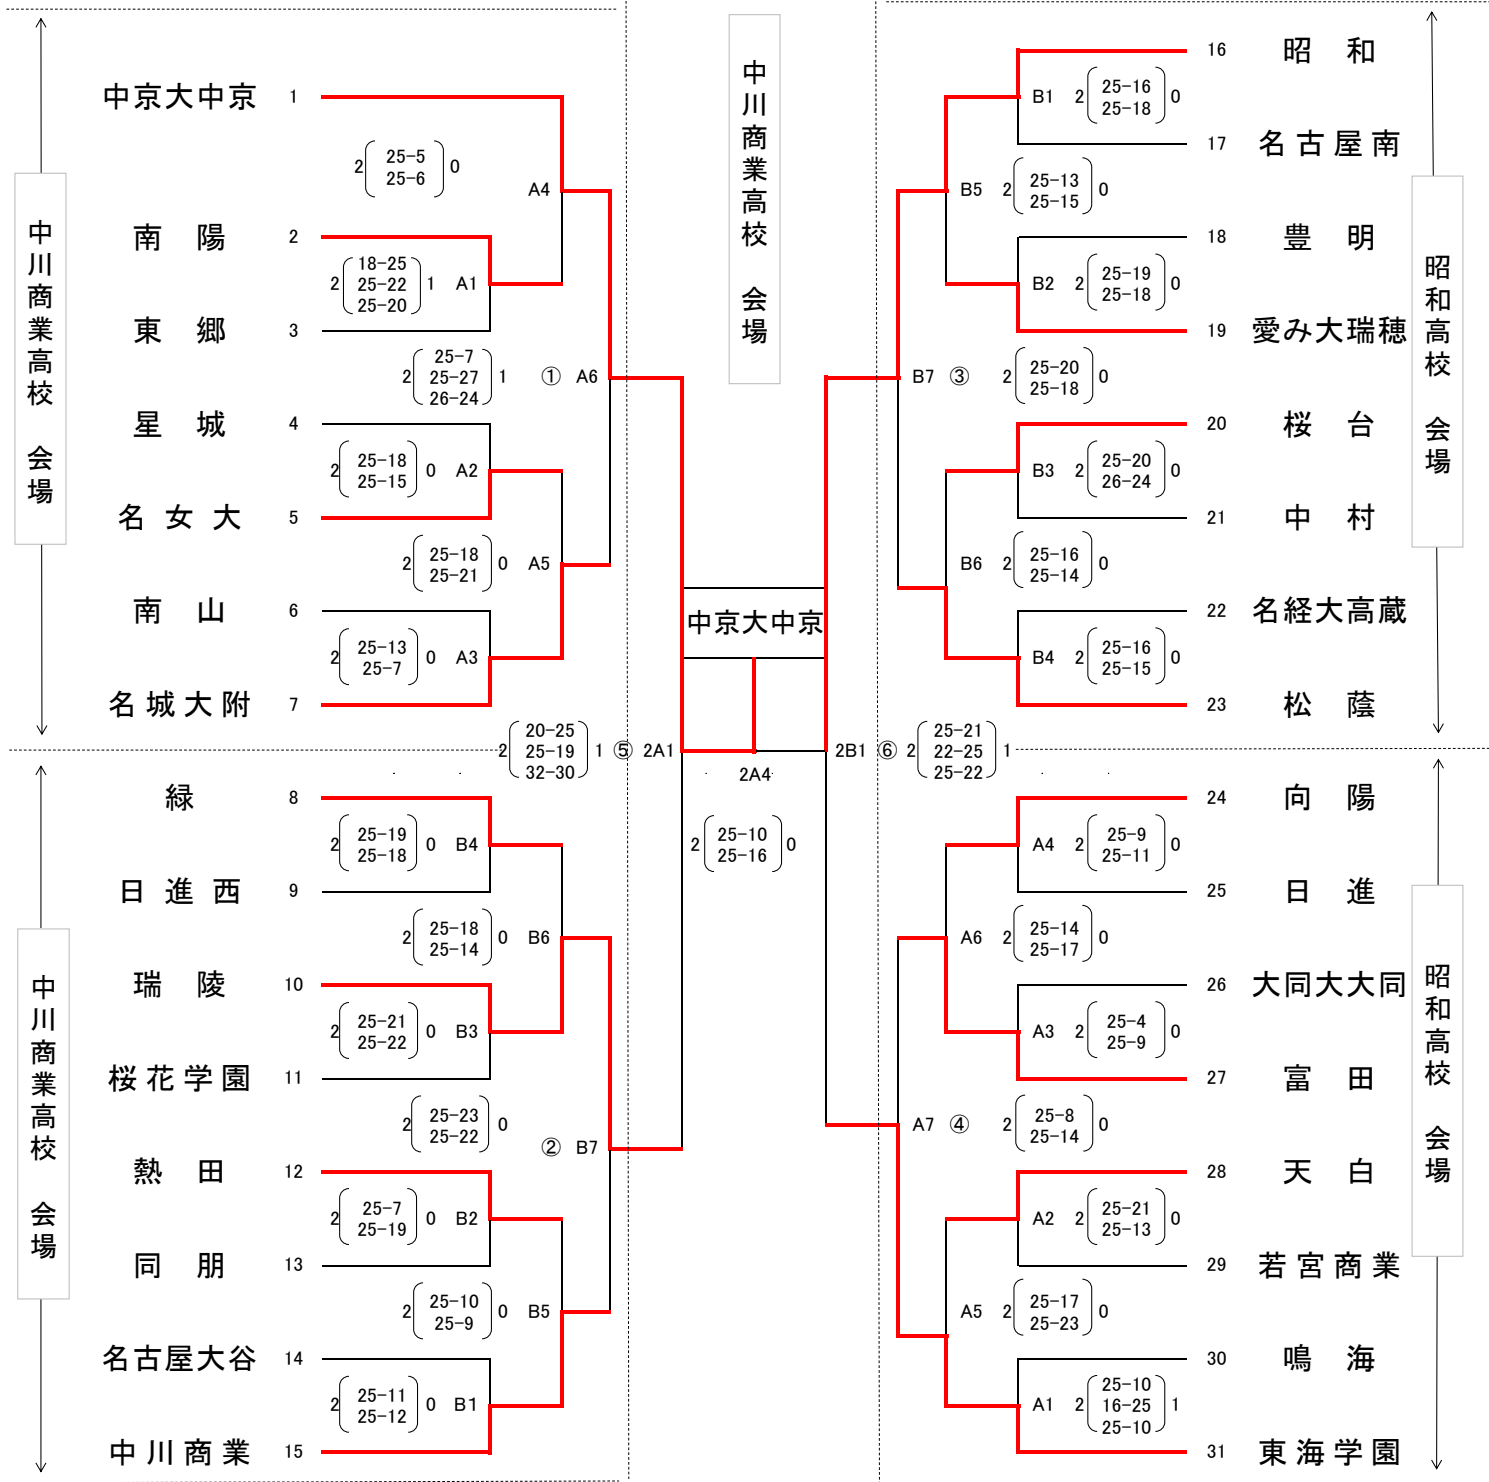 中川商業高校 会場
中京大中京 1
2 25-5 0
25-6
A4
南陽 2
18-25
2 25-22 1 A1
25-20
東郷 3
25-7
2 25-27 1 ① A6
26-24
星城 4
2 25-18 0 A2
25-15
名女大 5
2 25-18 0 A5
25-21
南山 6
2 25-13 0 A3
25-7
名城大附 7
20-25
2 25-19 1 ⑤ 2A1
32-30
中川商業高校 会場
緑 8
2 25-19 0 B4
25-18
日進西 9
2 25-18 0 B6
25-14
瑞陵 10
2 25-21 0 B3
25-22
桜花学園 11
2 25-23 0
25-22
② B7
熱田 12
2 25-7 0 B2
25-19
同朋 13
2 25-10 0 B5
25-9
名古屋大谷 14
2 25-11 0 B1
25-12
中川商業 15
中川商業高校 会場
中京大中京
2A4
2 25-10 0
25-16
16 昭和
B1 2 25-16 0
25-18
17 名古屋南
B5 2 25-13 0
25-15
18 豊明
B2 2 25-19 0
25-18
19 愛み大瑞穂
B7 ③ 2 25-20 0
25-18
20 桜台
B3 2 25-20 0
26-24
21 中村
B6 2 25-16 0
25-14
22 名経大高蔵
B4 2 25-16 0
25-15
23 松蔭
昭和高校 会場
25-21
2B1 ⑥ 2 22-25 1
25-22
24 向陽
A4 2 25-9 0
25-11
25 日進
A6 2 25-14 0
25-17
26 大同大大同
A3 2 25-4 0
25-9
27 富田
A7 ④ 2 25-8 0
25-14
28 天白
A2 2 25-21 0
25-13
29 若宮商業
A5 2 25-17 0
25-23
30 鳴海
25-10
A1 2 16-25 1
25-10
31 東海学園
昭和高校 会場